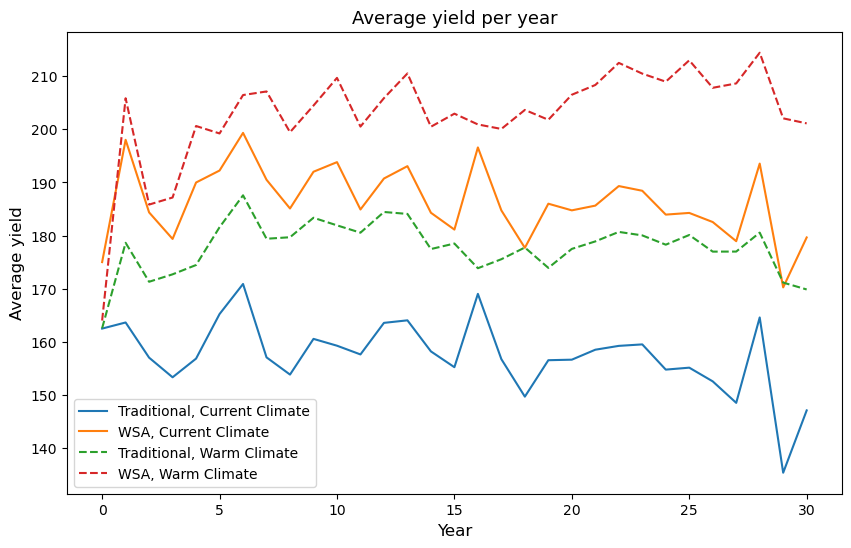 Average yield per year
Average yield
210
200
190
180
170
160
150
140
Traditional, Current Climate
WSA, Current Climate
Traditional, Warm Climate
WSA, Warm Climate
0 5 10 15 20 25 30
Year